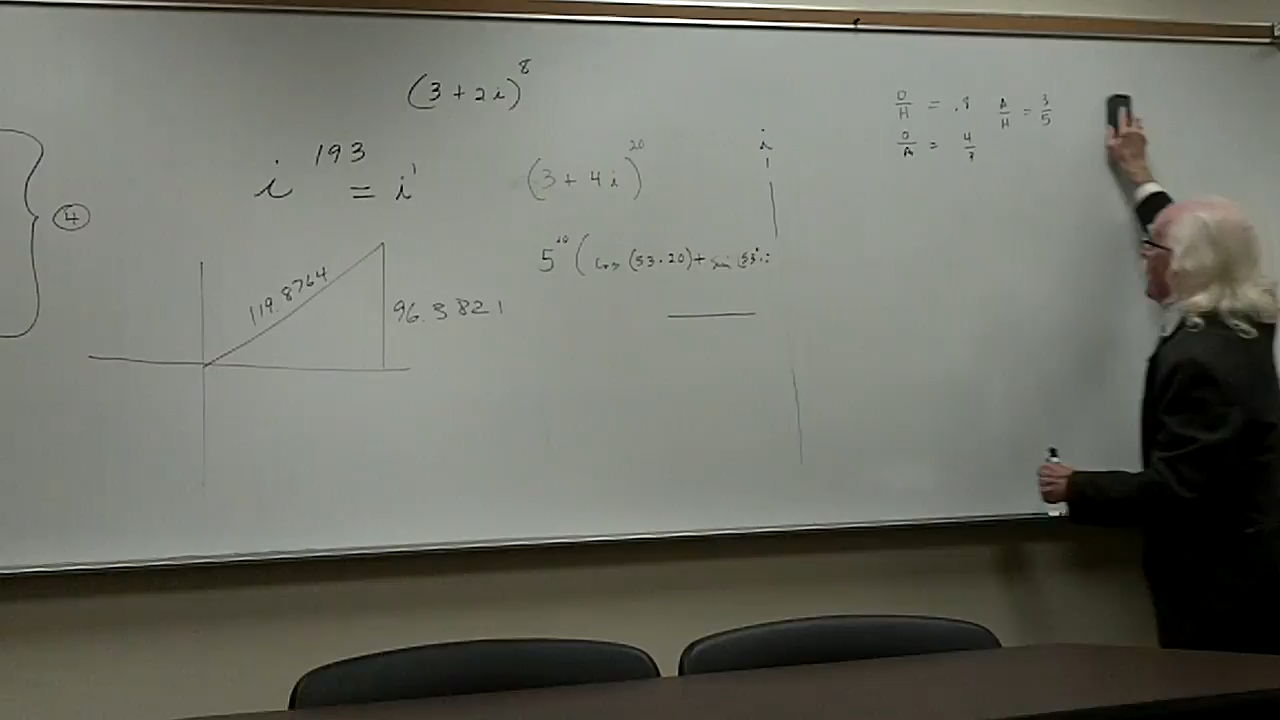 (3 + 2i)^8
i^193 = i^1
④
119.8764
96.3821
(3 + 4i)^20
5^20 (cos (53.20) + sin (53°.
i
O/H = .8 A/H = 3/5
O/A = 4/3